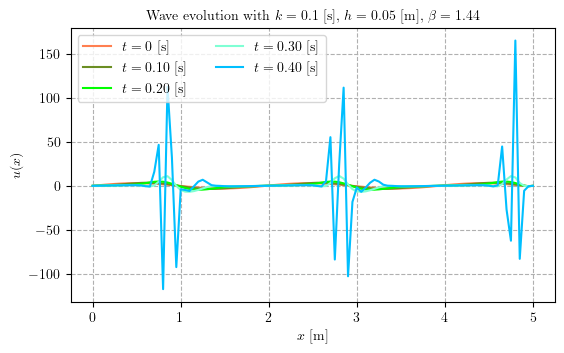 Wave evolution with k = 0.1 [s], h = 0.05 [m], β = 1.44
t = 0 [s]
t = 0.10 [s]
t = 0.20 [s]
t = 0.30 [s]
t = 0.40 [s]
u(x)
150
100
50
0
−50
−100
0 1 2 3 4 5
x [m]